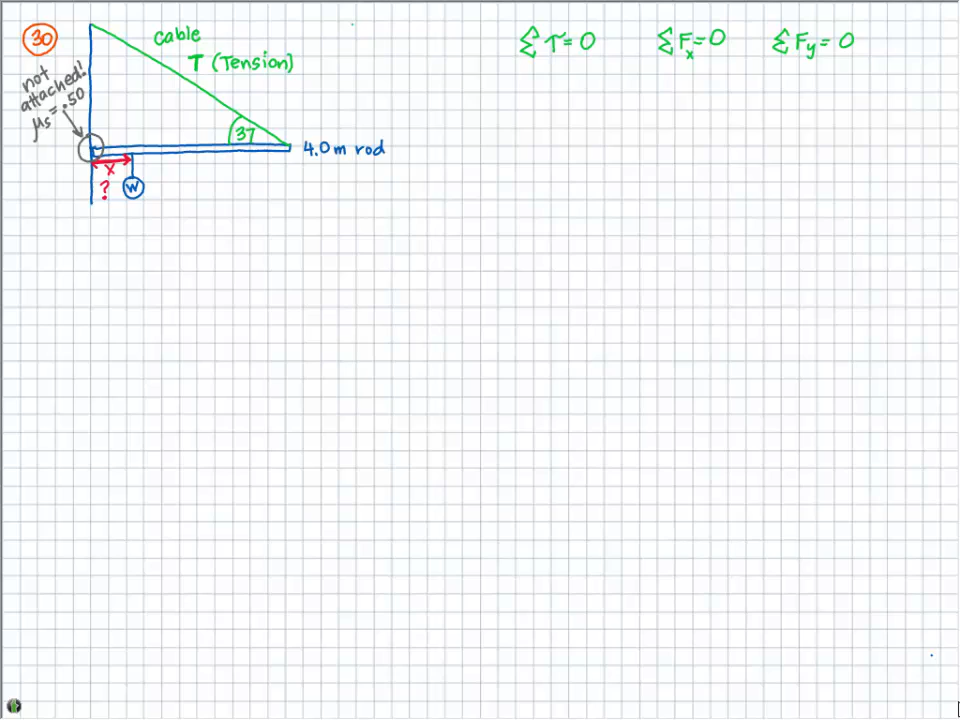 30
cable
T (Tension)
not
attached!
μs = .50
37
4.0 m rod
x
?
W
Στ = 0
ΣFx = 0
ΣFy = 0